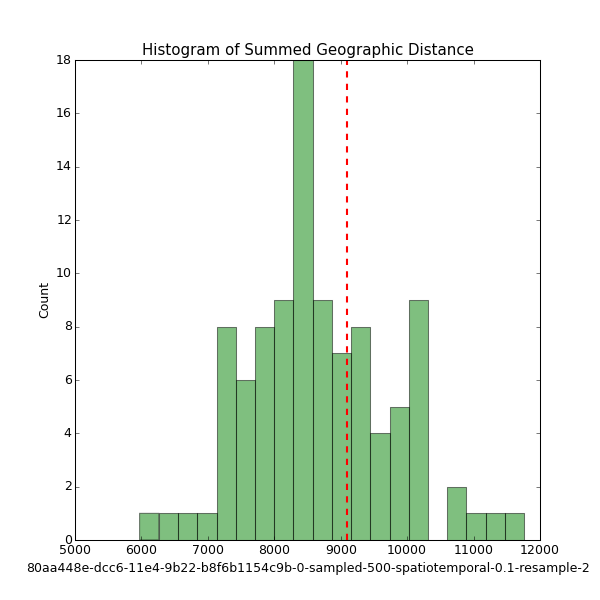 Histogram of Summed Geographic Distance
18
16
14
12
10
8
6
4
2
0
Count
5000 6000 7000 8000 9000 10000 11000 12000
80aa448e-dcc6-11e4-9b22-b8f6b1154c9b-0-sampled-500-spatiotemporal-0.1-resample-2